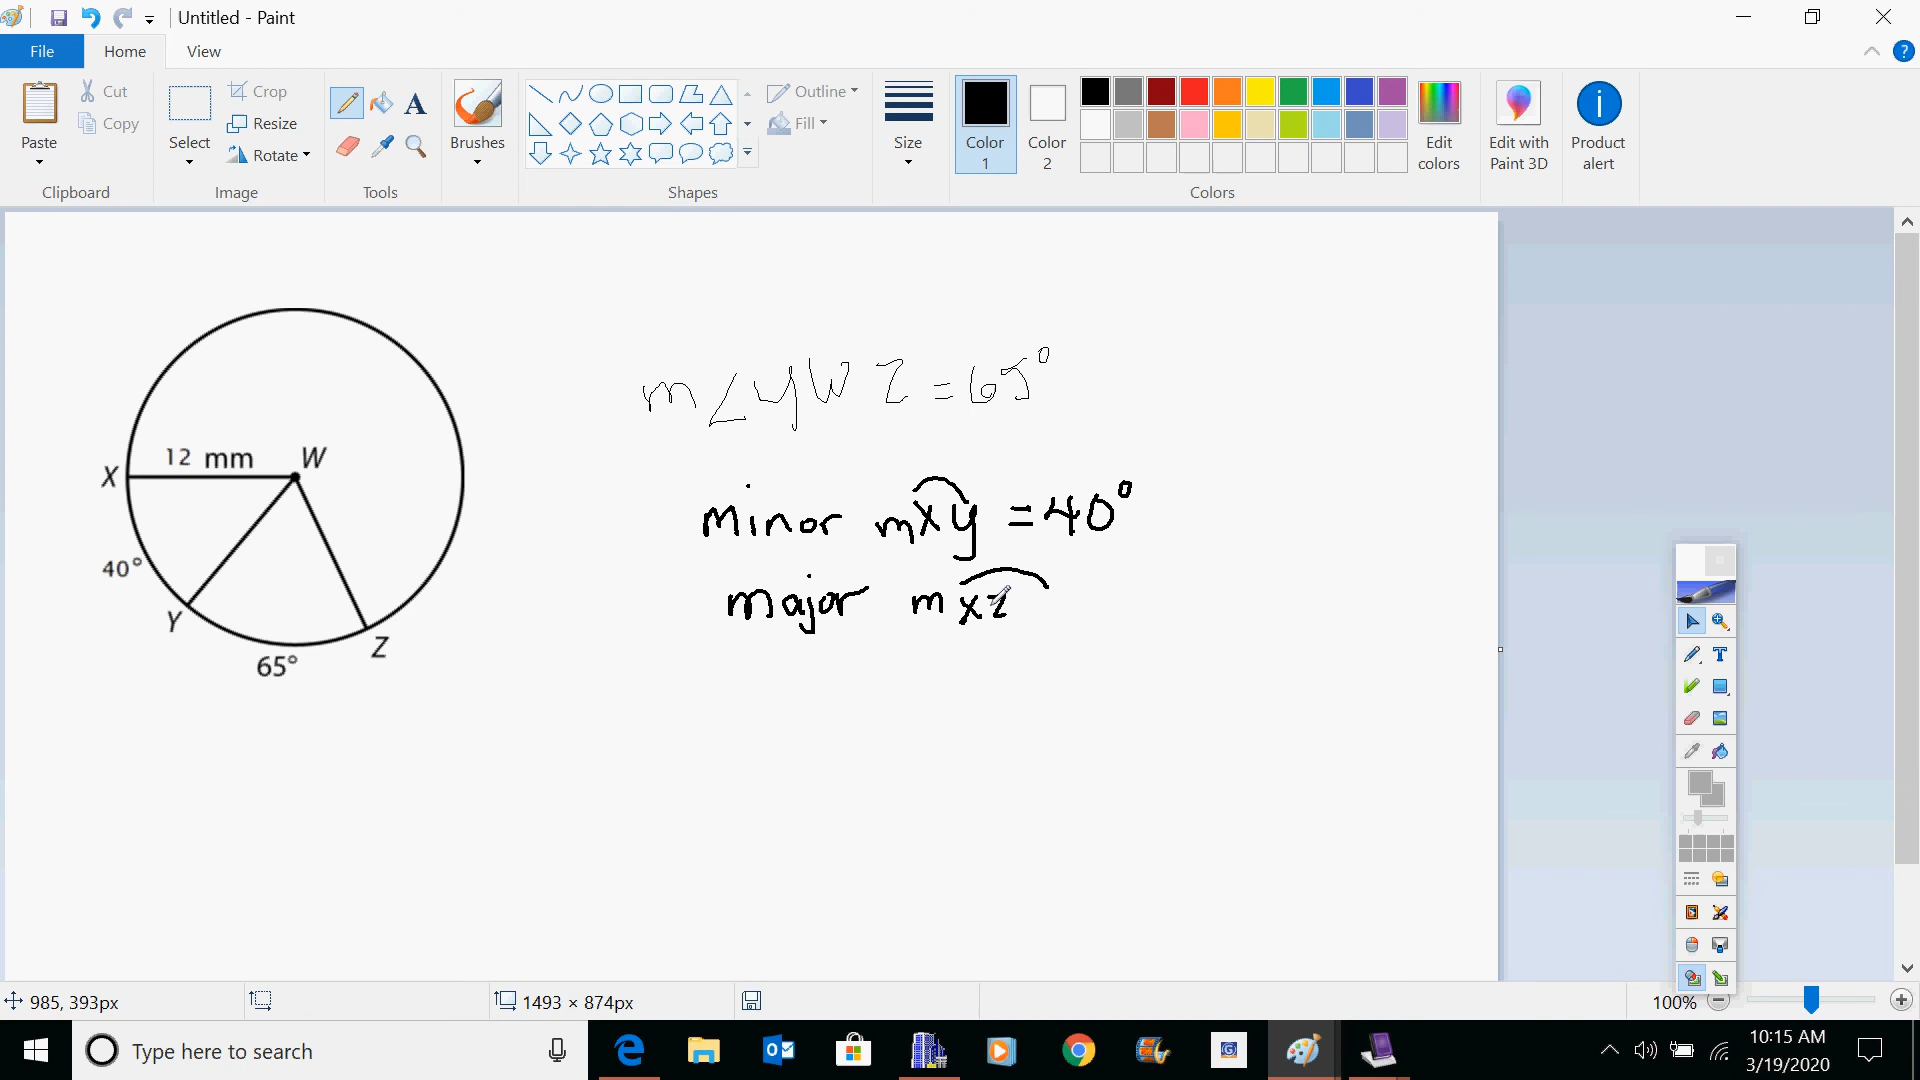 Untitled - Paint
File Home View
Paste
Cut
Copy
Clipboard
Select
Crop
Resize
Rotate
Image
Tools
Brushes
Shapes
Outline
Fill
Size
Color 1
Color 2
Edit colors
Colors
Edit with Paint 3D
Product alert
12 mm
W
X
40°
Y
65°
Z
m∠YWZ=65°
minor mXY =40°
major mXZ
985, 393px
1493 × 874px
100%
Type here to search
10:15 AM
3/19/2020